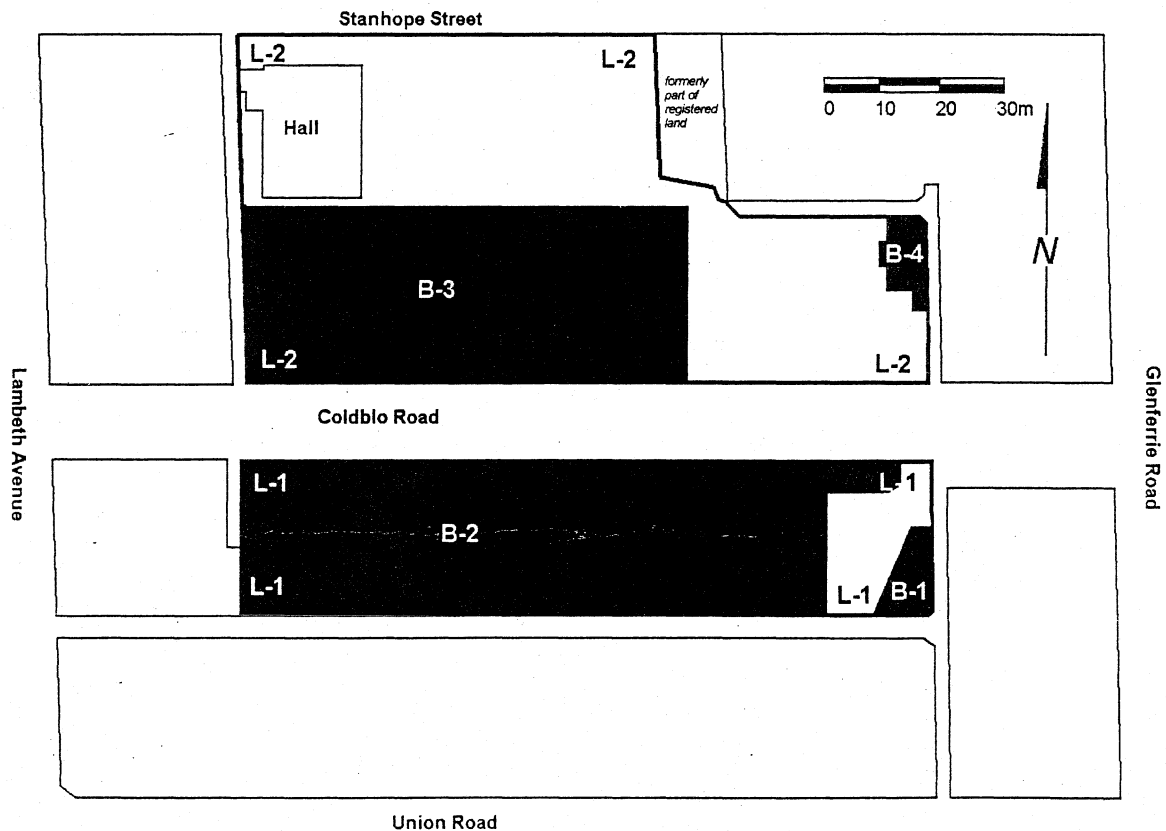 Stanhope Street
L-2
L-2
formerly
part of
registered
land
0 10 20 30m
Hall
N
B-4
B-3
L-2
L-2
Coldblo Road
Lambeth Avenue
Glenferrie Road
L-1
L-1
B-2
L-1
L-1
B-1
Union Road